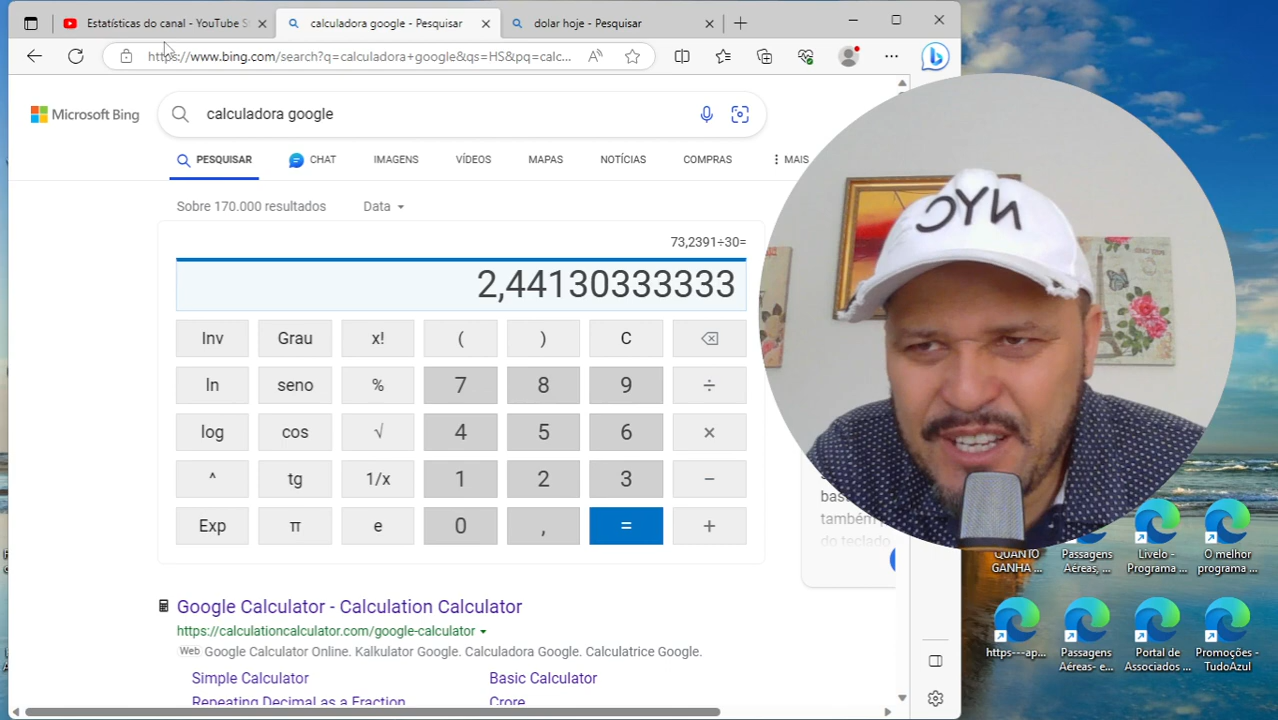 Estatísticas do canal - YouTube S
calculadora google - Pesquisar
dolar hoje - Pesquisar
https://www.bing.com/search?q=calculadora+google&qs=HS&pq=calc...
Microsoft Bing
calculadora google
PESQUISAR
CHAT
IMAGENS
VÍDEOS
MAPAS
NOTÍCIAS
COMPRAS
MAIS
Sobre 170.000 resultados
Data
73,2391÷30=
2,44130333333
Inv Grau x! ( ) C
ln seno % 7 8 9 ÷
log cos √ 4 5 6 ×
^ tg 1/x 1 2 3 −
Exp π e 0 , = +
Google Calculator - Calculation Calculator
https://calculationcalculator.com/google-calculator
Web Google Calculator Online. Kalkulator Google. Calculadora Google. Calculatrice Google.
Simple Calculator
Basic Calculator
Repeating Decimal as a Fraction
Crore
também
do teclado
NYC
QUANTO
GANHA ...
Passagens
Aéreas, ...
Livelo -
Programa ...
O melhor
programa ...
https---ap...
Passagens
Aéreas- e...
Portal de
Associados ...
Promoções -
TudoAzul